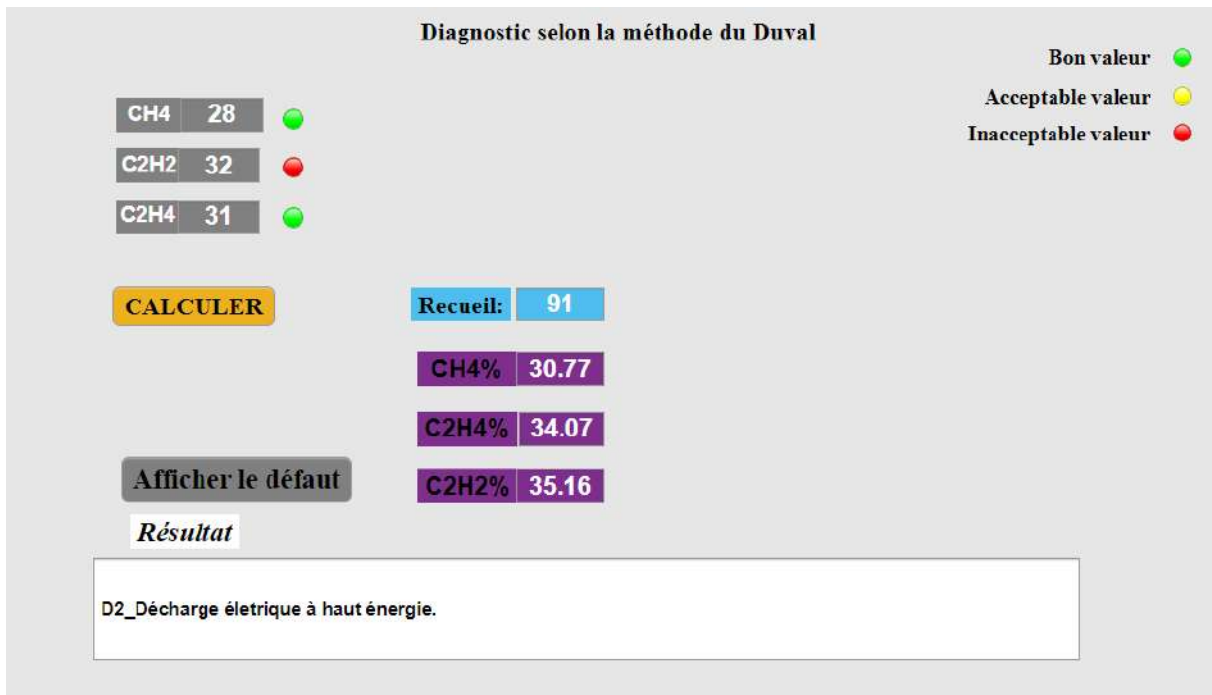 Diagnostic selon la méthode du Duval
Bon valeur
Acceptable valeur
Inacceptable valeur
CH4 28
C2H2 32
C2H4 31
CALCULER
Recueil: 91
CH4% 30.77
C2H4% 34.07
C2H2% 35.16
Afficher le défaut
Résultat
D2_Décharge életrique à haut énergie.